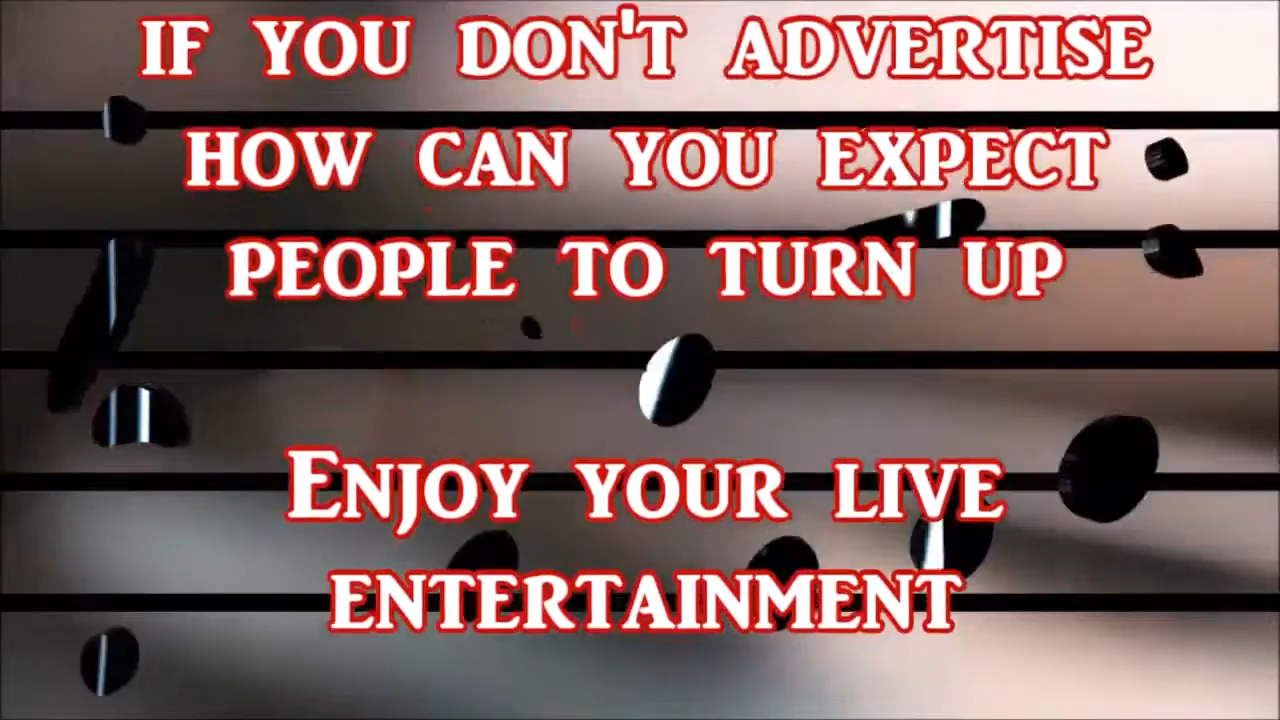 IF YOU DON'T ADVERTISE
HOW CAN YOU EXPECT
PEOPLE TO TURN UP
ENJOY YOUR LIVE
ENTERTAINMENT